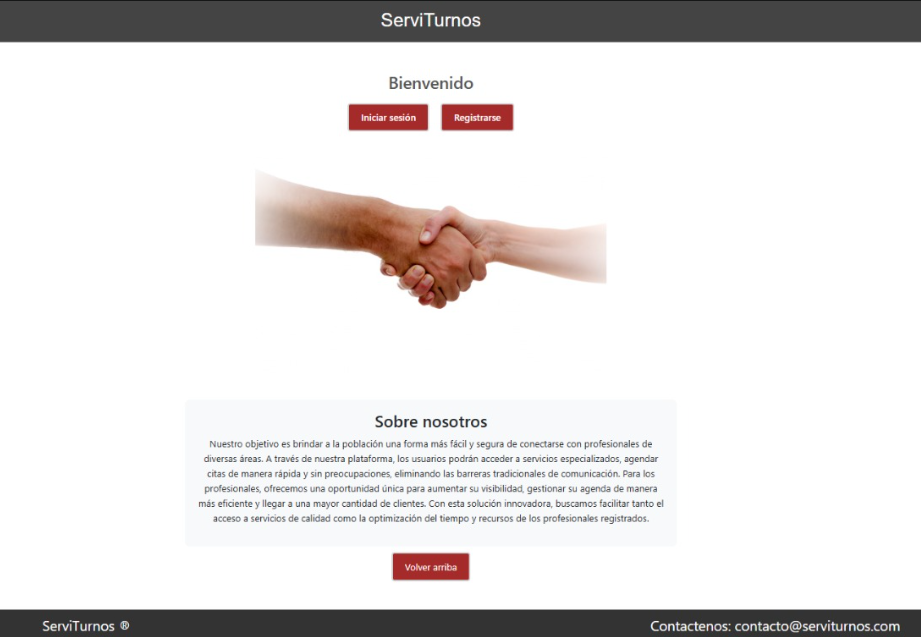 ServiTurnos
Bienvenido
Iniciar sesión
Registrarse
Sobre nosotros
Nuestro objetivo es brindar a la población una forma más fácil y segura de conectarse con profesionales de
diversas áreas. A través de nuestra plataforma, los usuarios podrán acceder a servicios especializados, agendar
citas de manera rápida y sin preocupaciones, eliminando las barreras tradicionales de comunicación. Para los
profesionales, ofrecemos una oportunidad única para aumentar su visibilidad, gestionar su agenda de manera
más eficiente y llegar a una mayor cantidad de clientes. Con esta solución innovadora, buscamos facilitar tanto el
acceso a servicios de calidad como la optimización del tiempo y recursos de los profesionales registrados.
Volver arriba
ServiTurnos ®
Contactenos: contacto@serviturnos.com